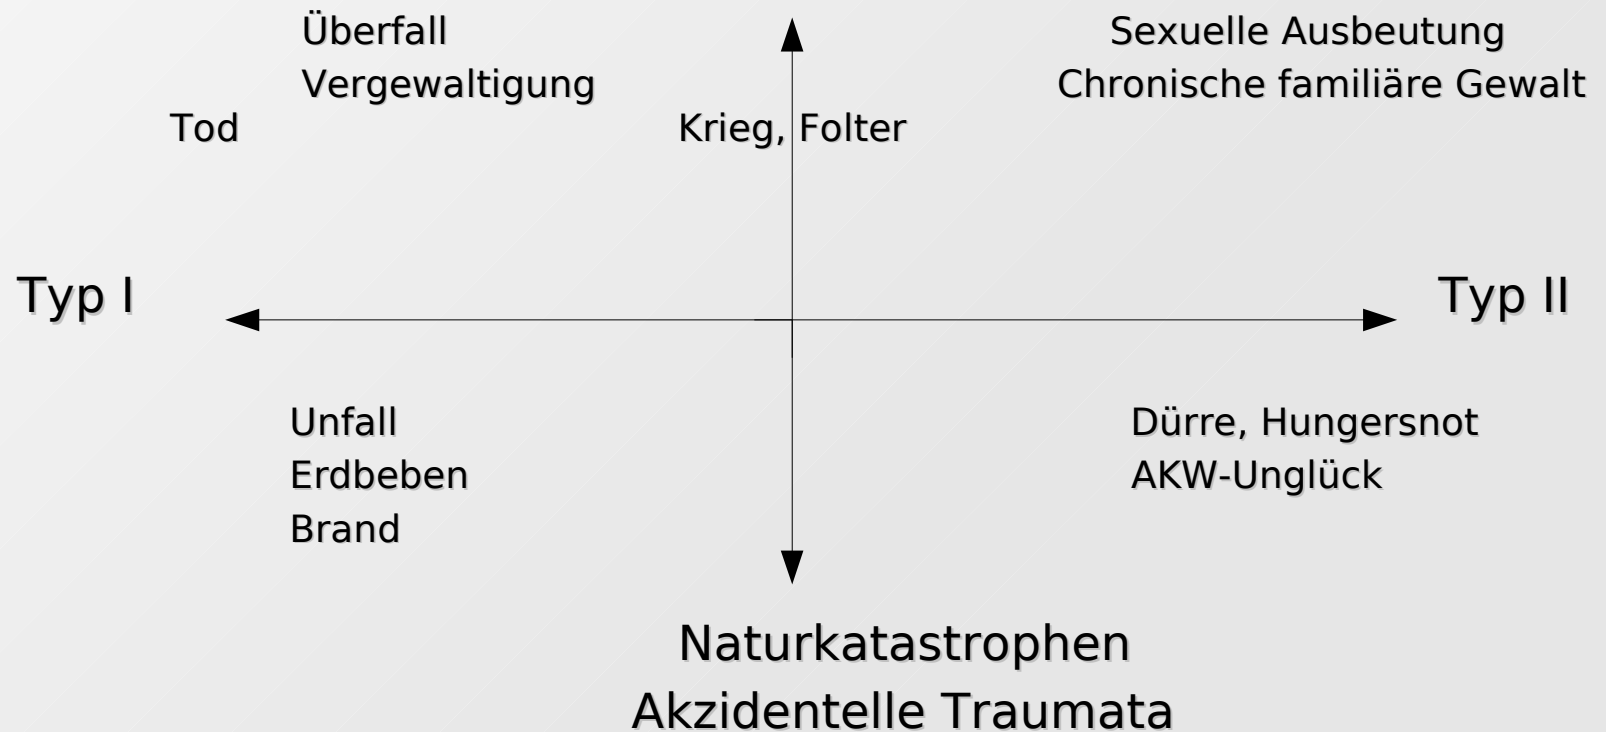 Überfall
Vergewaltigung
Tod
Krieg, Folter
Sexuelle Ausbeutung
Chronische familiäre Gewalt
Typ I
Typ II
Unfall
Erdbeben
Brand
Dürre, Hungersnot
AKW-Unglück
Naturkatastrophen
Akzidentelle Traumata